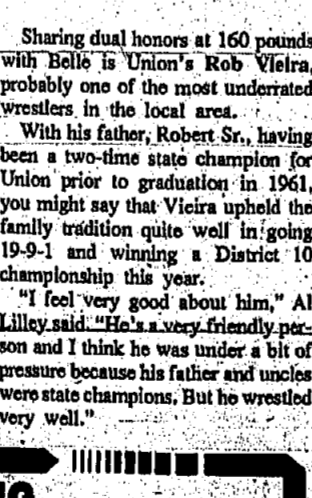 Sharing dual honors at 160 pounds
with Belle is Union's Rob Vieira,
probably one of the most underrated
wrestlers in the local area.
With his father, Robert Sr., having
been a two-time state champion for
Union prior to graduation in 1961,
you might say that Vieira upheld the
family tradition quite well in going
19-9-1 and winning a District 10
championship this year.
"I feel very good about him," Al
Lilley said. "He's a very friendly per-
son and I think he was under a bit of
pressure because his father and uncles
were state champions. But he wrestled
very well."